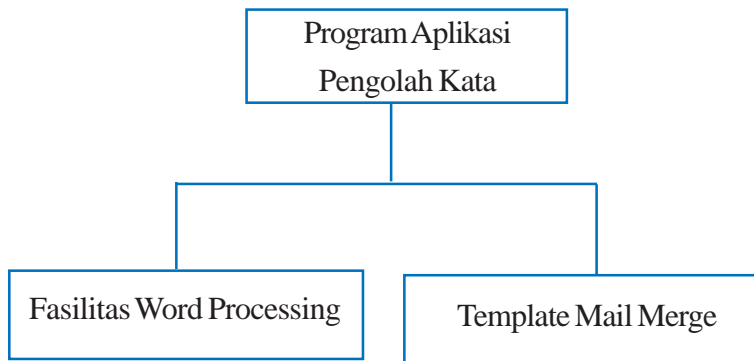 Program Aplikasi
Pengolah Kata
Fasilitas Word Processing
Template Mail Merge